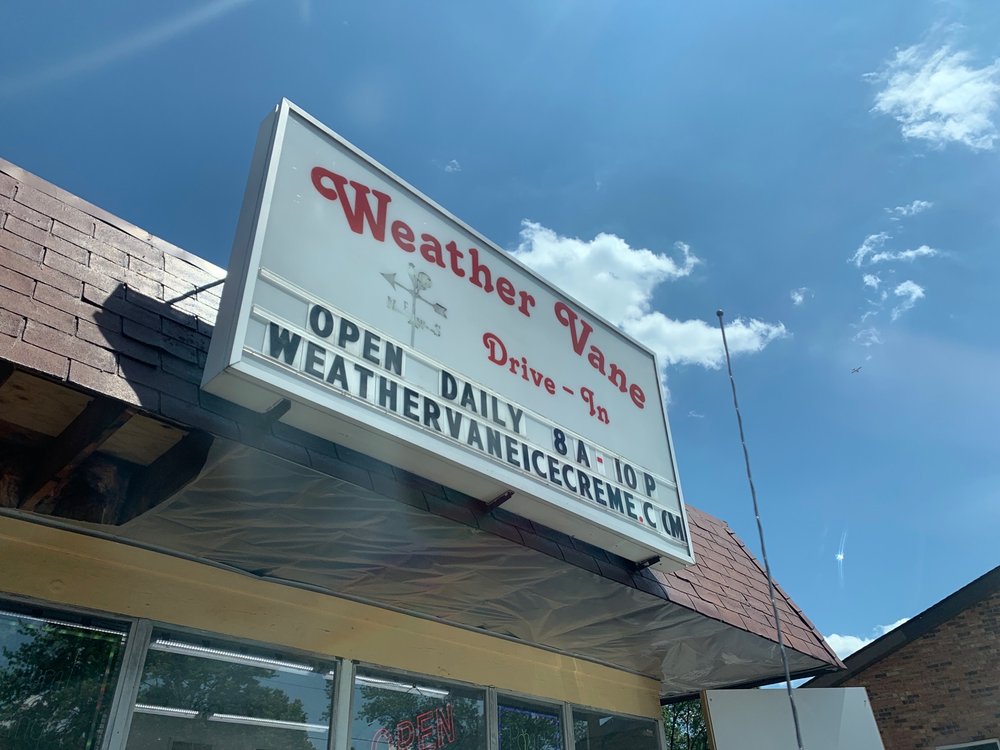 Weather Vane
Drive-In
OPEN DAILY 8A-10P
WEATHERVANEICECREME.COM
OPEN